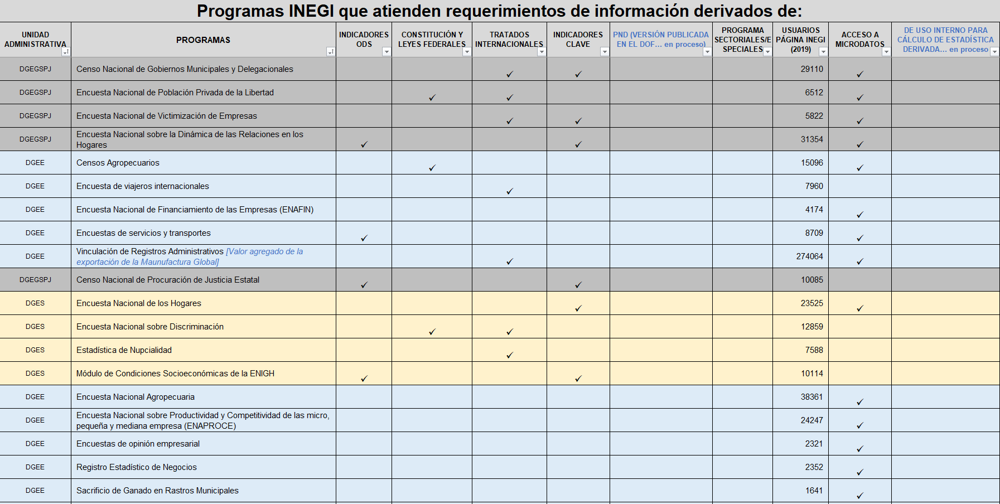 Programas INEGI que atienden requerimientos de información derivados de:
UNIDAD ADMINISTRATIVA PROGRAMAS INDICADORES ODS CONSTITUCIÓN Y LEYES FEDERALES TRATADOS INTERNACIONALES INDICADORES CLAVE PND (VERSIÓN PUBLICADA EN EL DOF... en proceso) PROGRAMA SECTORIALES/E SPECIALES USUARIOS PÁGINA INEGI (2019) ACCESO A MICRODATOS DE USO INTERNO PARA CÁLCULO DE ESTADÍSTICA DERIVADA... en proceso
DGEGSPJ Censo Nacional de Gobiernos Municipales y Delegacionales ✓ ✓ 29110 ✓
DGEGSPJ Encuesta Nacional de Población Privada de la Libertad ✓ ✓ 6512 ✓
DGEGSPJ Encuesta Nacional de Victimización de Empresas ✓ ✓ 5822 ✓
DGEGSPJ Encuesta Nacional sobre la Dinámica de las Relaciones en los
Hogares ✓ ✓ 31354 ✓
DGEE Censos Agropecuarios ✓ 15096 ✓
DGEE Encuesta de viajeros internacionales ✓ 7960
DGEE Encuesta Nacional de Financiamiento de las Empresas (ENAFIN) 4174 ✓
DGEE Encuestas de servicios y transportes ✓ 8709 ✓
DGEE Vinculación de Registros Administrativos [Valor agregado de la
exportación de la Maunufactura Global] ✓ 274064 ✓
DGEGSPJ Censo Nacional de Procuración de Justicia Estatal ✓ ✓ 10085
DGES Encuesta Nacional de los Hogares ✓ 23525 ✓
DGES Encuesta Nacional sobre Discriminación ✓ ✓ 12859
DGES Estadística de Nupcialidad ✓ 7588
DGES Módulo de Condiciones Socioeconómicas de la ENIGH ✓ ✓ 10114
DGEE Encuesta Nacional Agropecuaria 38361 ✓
DGEE Encuesta Nacional sobre Productividad y Competitividad de las micro,
pequeña y mediana empresa (ENAPROCE) 24247 ✓
DGEE Encuestas de opinión empresarial 2321 ✓
DGEE Registro Estadístico de Negocios 2352 ✓
DGEE Sacrificio de Ganado en Rastros Municipales 1641 ✓